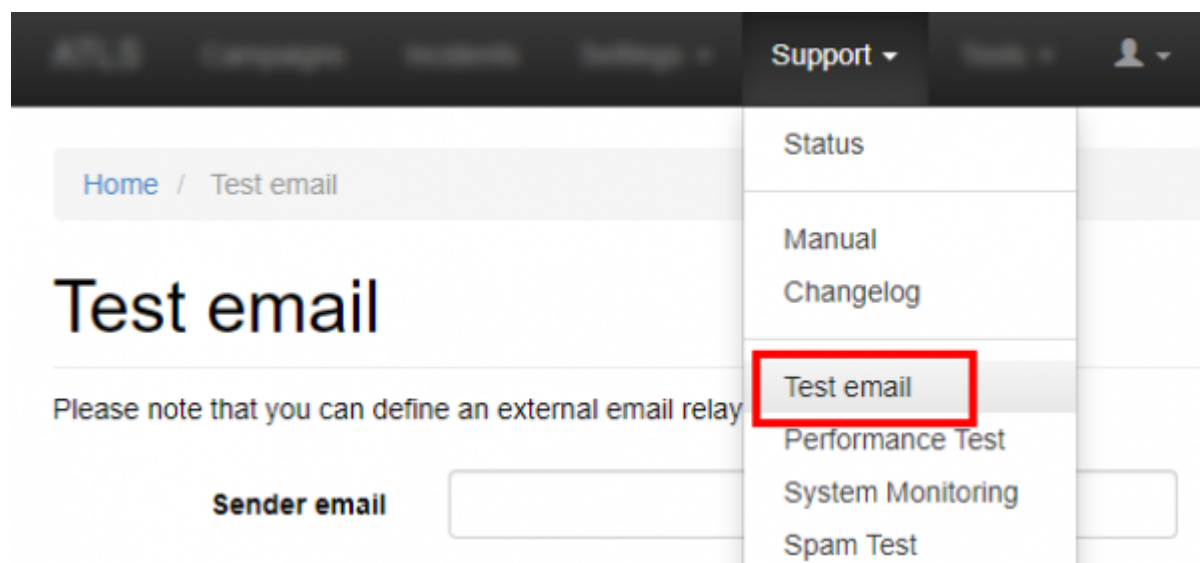 Support
Status
Home / Test email
Manual
Changelog
Test email
Test email
Please note that you can define an external email relay
Performance Test
Sender email
System Monitoring
Spam Test